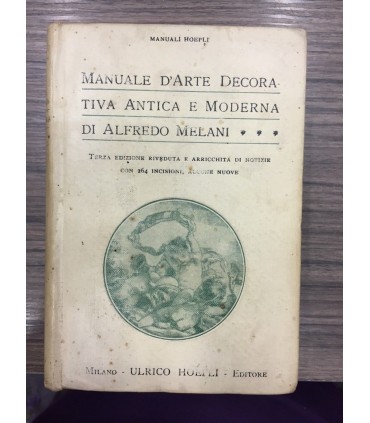 MANUALI HOEPLI
MANUALE D'ARTE DECORA-
TIVA ANTICA E MODERNA
DI ALFREDO MELANI
TERZA EDIZIONE RIVEDUTA E ARRICCHITA DI NOTIZIE
CON 264 INCISIONI, NUOVE
MILANO - ULRICO HOEPLI - EDITORE